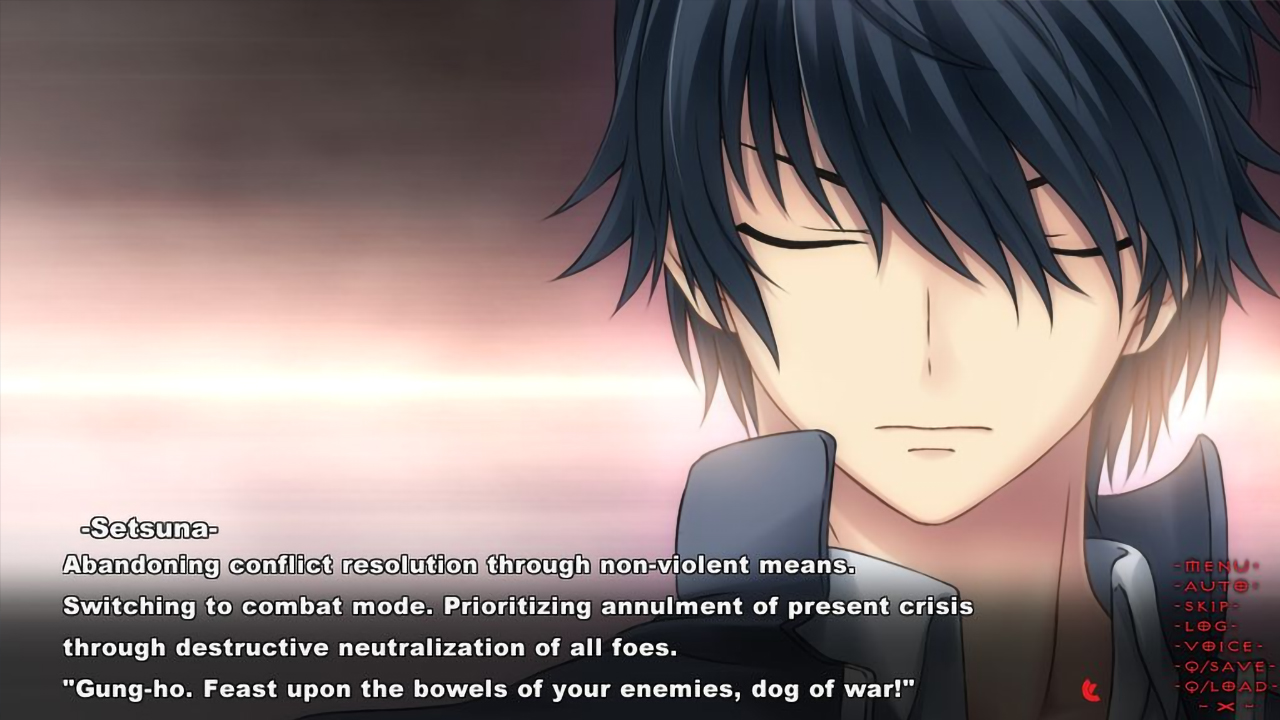 -Setsuna-
Abandoning conflict resolution through non-violent means.
Switching to combat mode. Prioritizing annulment of present crisis
through destructive neutralization of all foes.
"Gung-ho. Feast upon the bowels of your enemies, dog of war!"
-MENU-
-AUTO-
-SKIP-
-LOG-
-VOICE-
-Q/SAVE-
-Q/LOAD-
-X-